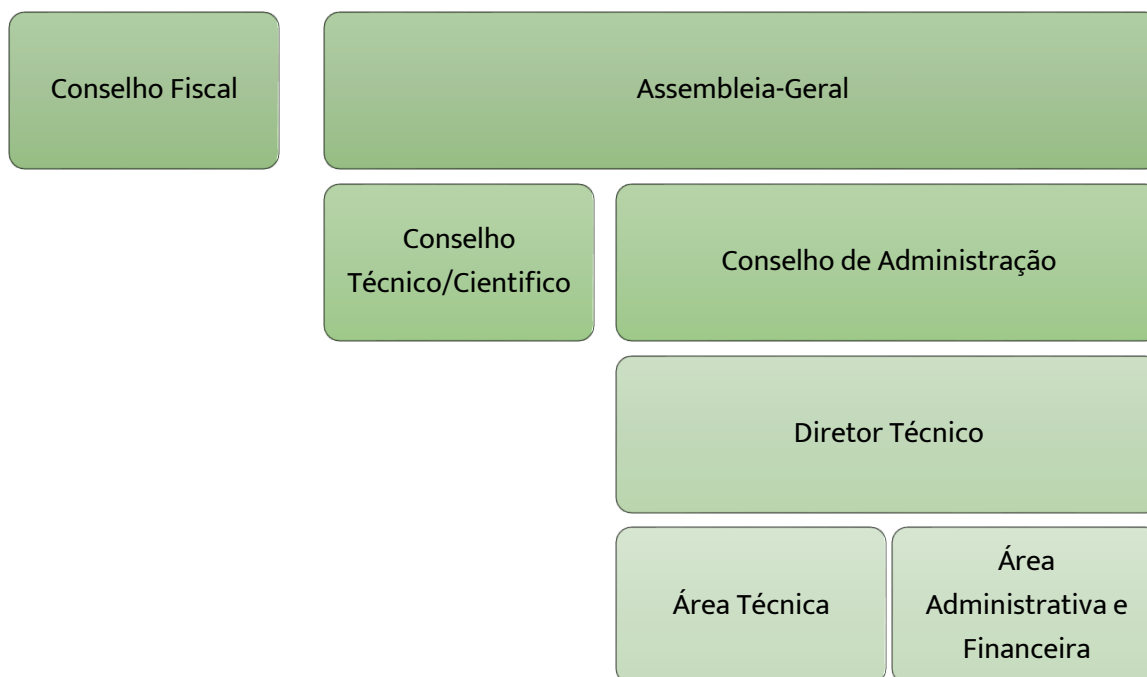 Conselho Fiscal
Assembleia-Geral
Conselho
Técnico/Cientifico
Conselho de Administração
Diretor Técnico
Área Técnica
Área
Administrativa e
Financeira